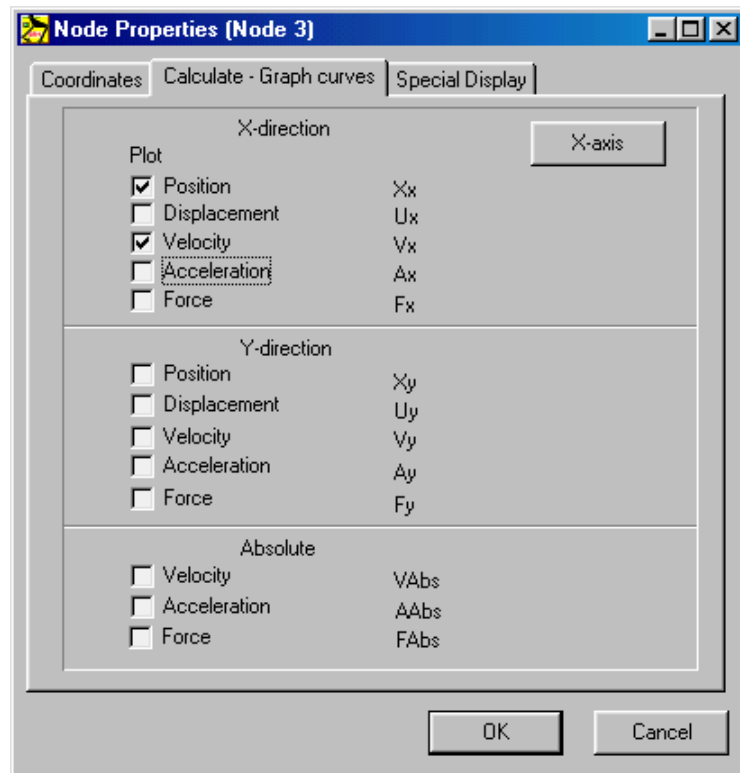 Node Properties (Node 3)
Coordinates Calculate - Graph curves Special Display
X-direction X-axis
Plot
Position Xx
Displacement Ux
Velocity Vx
Acceleration Ax
Force Fx
Y-direction
Position Xy
Displacement Uy
Velocity Vy
Acceleration Ay
Force Fy
Absolute
Velocity VAbs
Acceleration AAbs
Force FAbs
OK Cancel